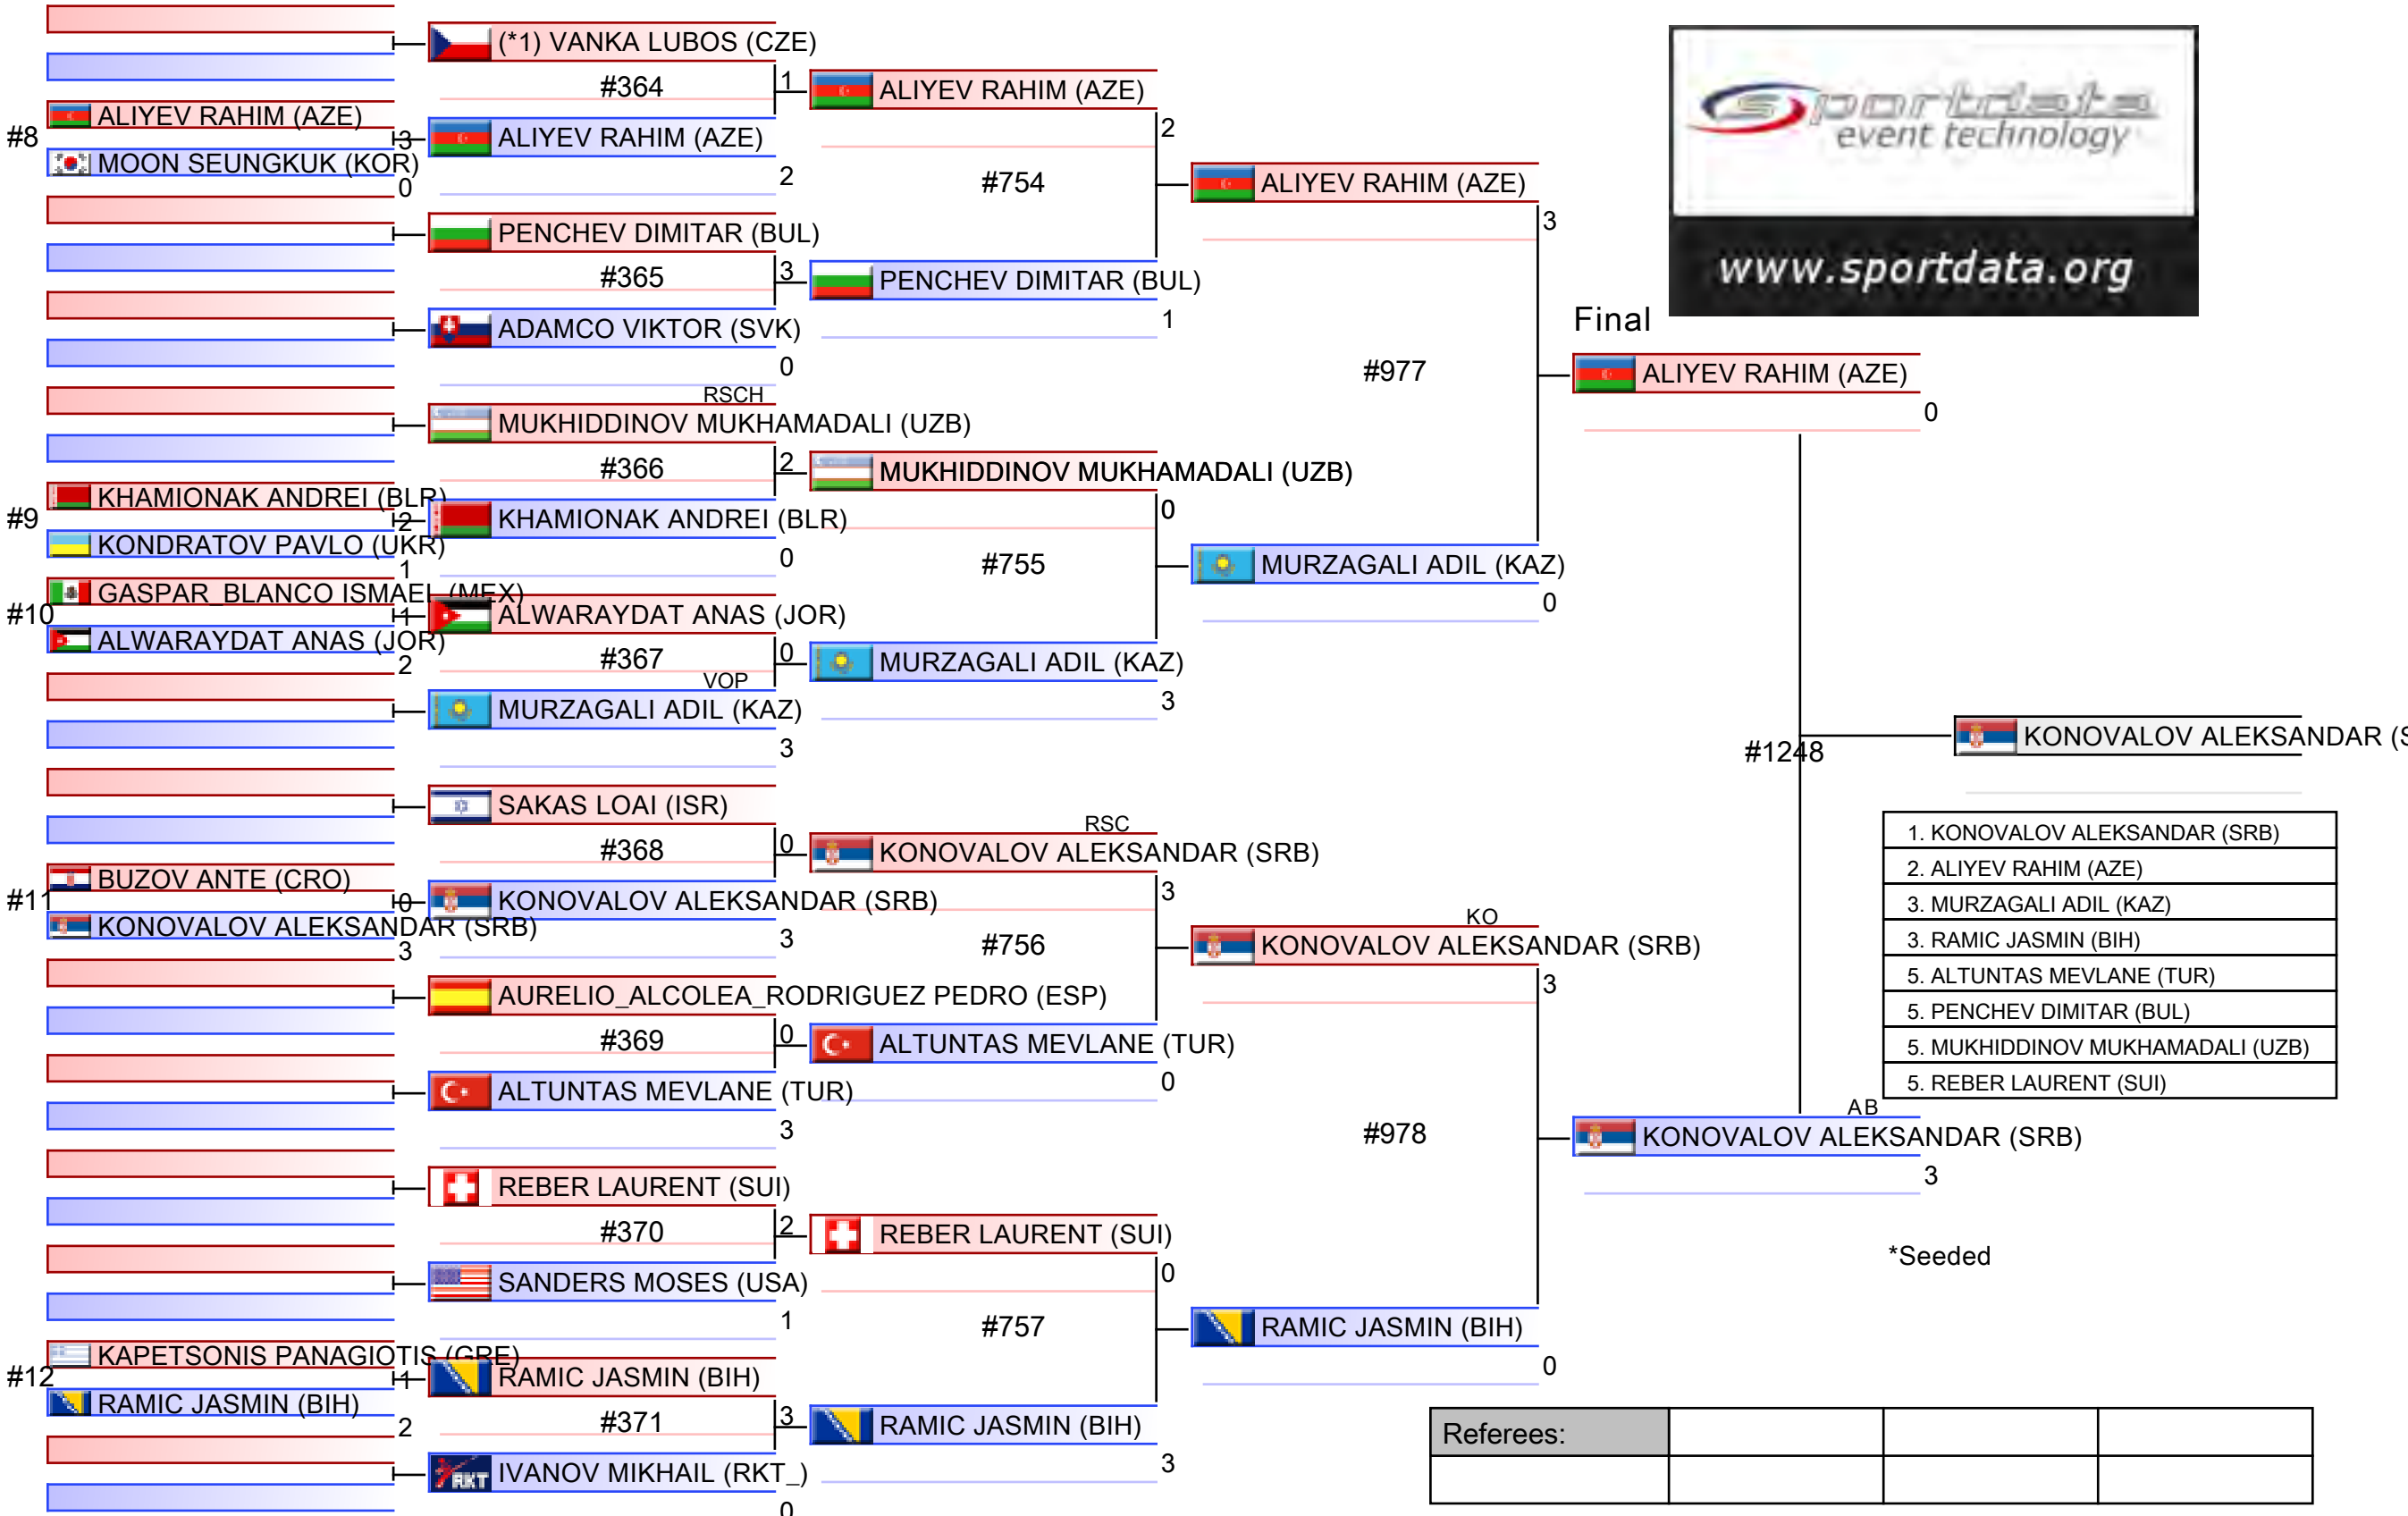 #8
ALIYEV RAHIM (AZE)
3
MOON SEUNGKUK (KOR)
0
#9
KHAMIONAK ANDREI (BLR)
2
KONDRATOV PAVLO (UKR)
1
#10
GASPAR_BLANCO ISMAEL (MEX)
1
ALWARAYDAT ANAS (JOR)
2
#11
BUZOV ANTE (CRO)
0
KONOVALOV ALEKSANDAR (SRB)
3
#12
KAPETSONIS PANAGIOTIS (GRE)
1
RAMIC JASMIN (BIH)
2
(*1) VANKA LUBOS (CZE)
#364
1
ALIYEV RAHIM (AZE)
2
PENCHEV DIMITAR (BUL)
#365
3
ADAMCO VIKTOR (SVK)
0
RSCH
MUKHIDDINOV MUKHAMADALI (UZB)
#366
2
KHAMIONAK ANDREI (BLR)
0
ALWARAYDAT ANAS (JOR)
#367
0
VOP
MURZAGALI ADIL (KAZ)
3
SAKAS LOAI (ISR)
#368
0
KONOVALOV ALEKSANDAR (SRB)
3
AURELIO_ALCOLEA_RODRIGUEZ PEDRO (ESP)
#369
0
ALTUNTAS MEVLANE (TUR)
3
REBER LAURENT (SUI)
#370
2
SANDERS MOSES (USA)
1
RAMIC JASMIN (BIH)
#371
3
IVANOV MIKHAIL (RKT_)
0
ALIYEV RAHIM (AZE)
2
#754
PENCHEV DIMITAR (BUL)
1
MUKHIDDINOV MUKHAMADALI (UZB)
0
#755
MURZAGALI ADIL (KAZ)
3
RSC
KONOVALOV ALEKSANDAR (SRB)
3
#756
ALTUNTAS MEVLANE (TUR)
0
REBER LAURENT (SUI)
0
#757
RAMIC JASMIN (BIH)
3
ALIYEV RAHIM (AZE)
3
#977
MURZAGALI ADIL (KAZ)
0
KO
KONOVALOV ALEKSANDAR (SRB)
3
#978
RAMIC JASMIN (BIH)
0
sportdata
event technology
www.sportdata.org
Final
ALIYEV RAHIM (AZE)
0
#1248
AB
KONOVALOV ALEKSANDAR (SRB)
3
KONOVALOV ALEKSANDAR (S
1. KONOVALOV ALEKSANDAR (SRB)
2. ALIYEV RAHIM (AZE)
3. MURZAGALI ADIL (KAZ)
3. RAMIC JASMIN (BIH)
5. ALTUNTAS MEVLANE (TUR)
5. PENCHEV DIMITAR (BUL)
5. MUKHIDDINOV MUKHAMADALI (UZB)
5. REBER LAURENT (SUI)
*Seeded
Referees: